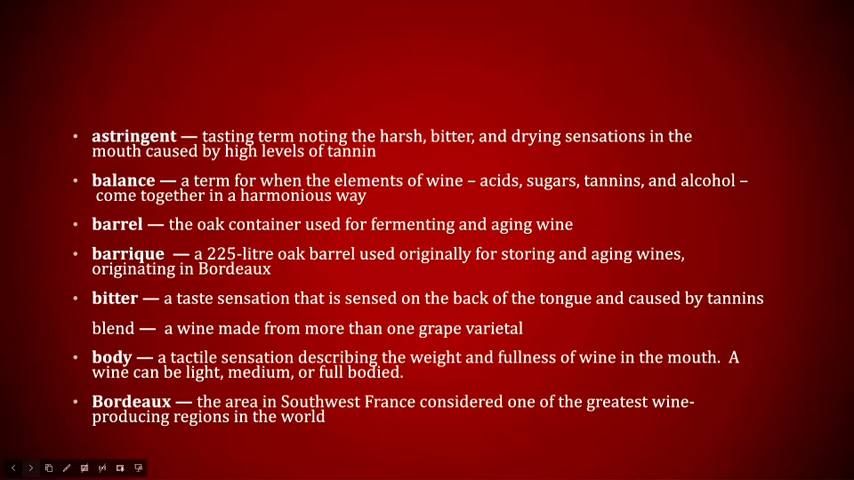 • astringent — tasting term noting the harsh, bitter, and drying sensations in the
mouth caused by high levels of tannin
• balance — a term for when the elements of wine – acids, sugars, tannins, and alcohol –
come together in a harmonious way
• barrel — the oak container used for fermenting and aging wine
• barrique — a 225-litre oak barrel used originally for storing and aging wines,
originating in Bordeaux
• bitter — a taste sensation that is sensed on the back of the tongue and caused by tannins
blend — a wine made from more than one grape varietal
• body — a tactile sensation describing the weight and fullness of wine in the mouth. A
wine can be light, medium, or full bodied.
• Bordeaux — the area in Southwest France considered one of the greatest wine-
producing regions in the world